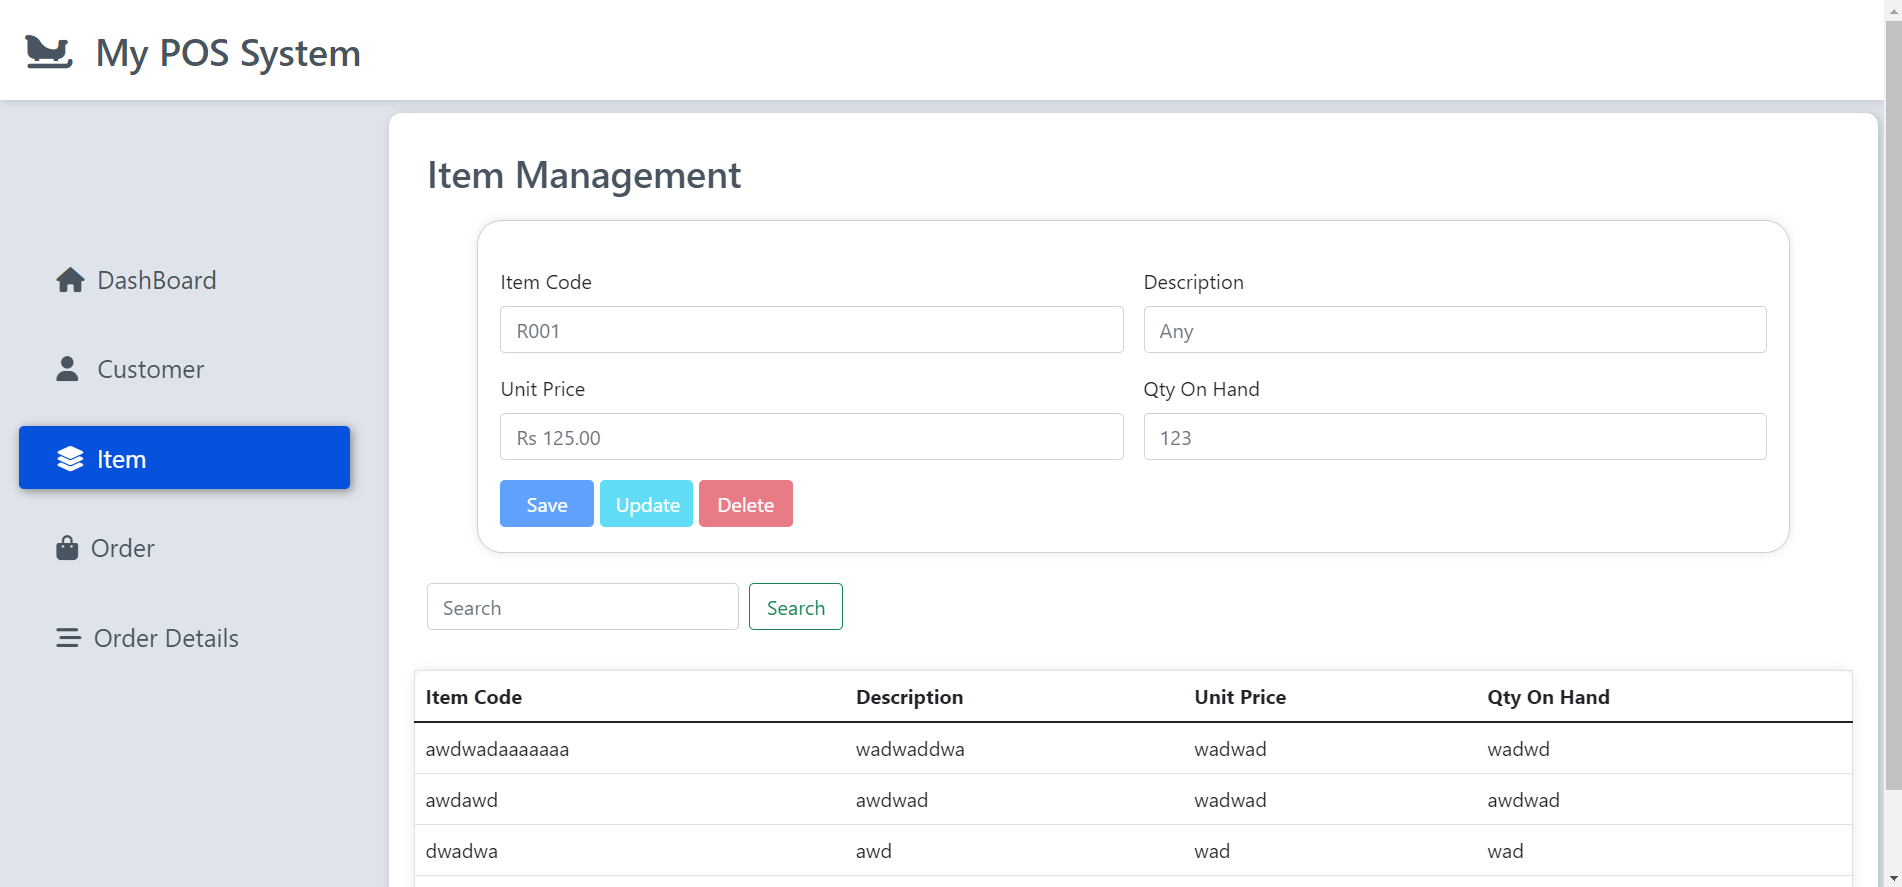 My POS System
DashBoard
Customer
Item
Order
Order Details
Item Management
Item Code Description
R001 Any
Unit Price Qty On Hand
Rs 125.00 123
Save Update Delete
Search Search
Item Code Description Unit Price Qty On Hand
awdwadaaaaaaa wadwaddwa wadwad wadwd
awdawd awdwad wadwad awdwad
dwadwa awd wad wad